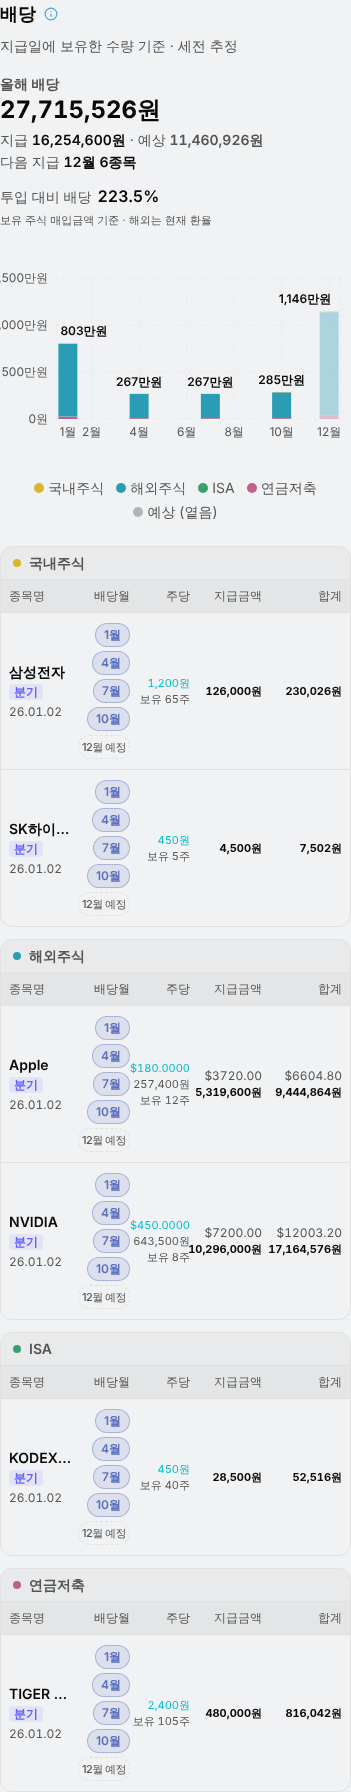 배당
지급일에 보유한 수량 기준 · 세전 추정
올해 배당
27,715,526원
지급 16,254,600원 · 예상 11,460,926원
다음 지급 12월 6종목
투입 대비 배당 223.5%
보유 주식 매입금액 기준 · 해외는 현재 환율
,500만원
1,146만원
,000만원
803만원
500만원
267만원 267만원 285만원
0원
1월 2월 4월 6월 8월 10월 12월
국내주식 해외주식 ISA 연금저축
예상 (옅음)
국내주식
종목명 배당월 주당 지급금액 합계
삼성전자
분기
26.01.02
1월
4월
7월
10월
12월 예정
1,200원
보유 65주
126,000원
230,026원
SK하이...
분기
26.01.02
1월
4월
7월
10월
12월 예정
450원
보유 5주
4,500원
7,502원
해외주식
종목명 배당월 주당 지급금액 합계
Apple
분기
26.01.02
1월
4월
7월
10월
12월 예정
$180.0000
257,400원
보유 12주
$3720.00
5,319,600원
$6604.80
9,444,864원
NVIDIA
분기
26.01.02
1월
4월
7월
10월
12월 예정
$450.0000
643,500원
보유 8주
$7200.00
10,296,000원
$12003.20
17,164,576원
ISA
종목명 배당월 주당 지급금액 합계
KODEX...
분기
26.01.02
1월
4월
7월
10월
12월 예정
450원
보유 40주
28,500원
52,516원
연금저축
종목명 배당월 주당 지급금액 합계
TIGER ...
분기
26.01.02
1월
4월
7월
10월
12월 예정
2,400원
보유 105주
480,000원
816,042원